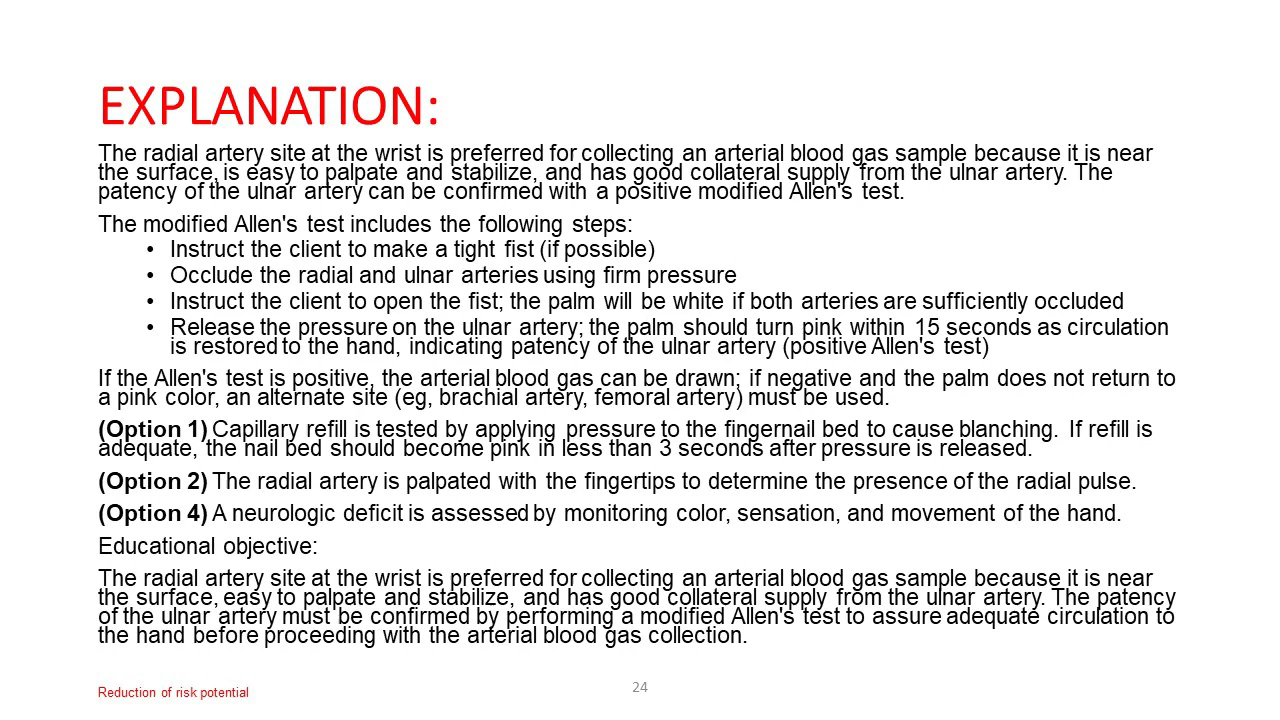 EXPLANATION:
The radial artery site at the wrist is preferred for collecting an arterial blood gas sample because it is near
the surface, is easy to palpate and stabilize, and has good collateral supply from the ulnar artery. The
patency of the ulnar artery can be confirmed with a positive modified Allen's test.
The modified Allen's test includes the following steps:
• Instruct the client to make a tight fist (if possible)
• Occlude the radial and ulnar arteries using firm pressure
• Instruct the client to open the fist; the palm will be white if both arteries are sufficiently occluded
• Release the pressure on the ulnar artery; the palm should turn pink within 15 seconds as circulation
is restored to the hand, indicating patency of the ulnar artery (positive Allen's test)
If the Allen's test is positive, the arterial blood gas can be drawn; if negative and the palm does not return to
a pink color, an alternate site (eg, brachial artery, femoral artery) must be used.
(Option 1) Capillary refill is tested by applying pressure to the fingernail bed to cause blanching. If refill is
adequate, the nail bed should become pink in less than 3 seconds after pressure is released.
(Option 2) The radial artery is palpated with the fingertips to determine the presence of the radial pulse.
(Option 4) A neurologic deficit is assessed by monitoring color, sensation, and movement of the hand.
Educational objective:
The radial artery site at the wrist is preferred for collecting an arterial blood gas sample because it is near
the surface, easy to palpate and stabilize, and has good collateral supply from the ulnar artery. The patency
of the ulnar artery must be confirmed by performing a modified Allen's test to assure adequate circulation to
the hand before proceeding with the arterial blood gas collection.
Reduction of risk potential
24